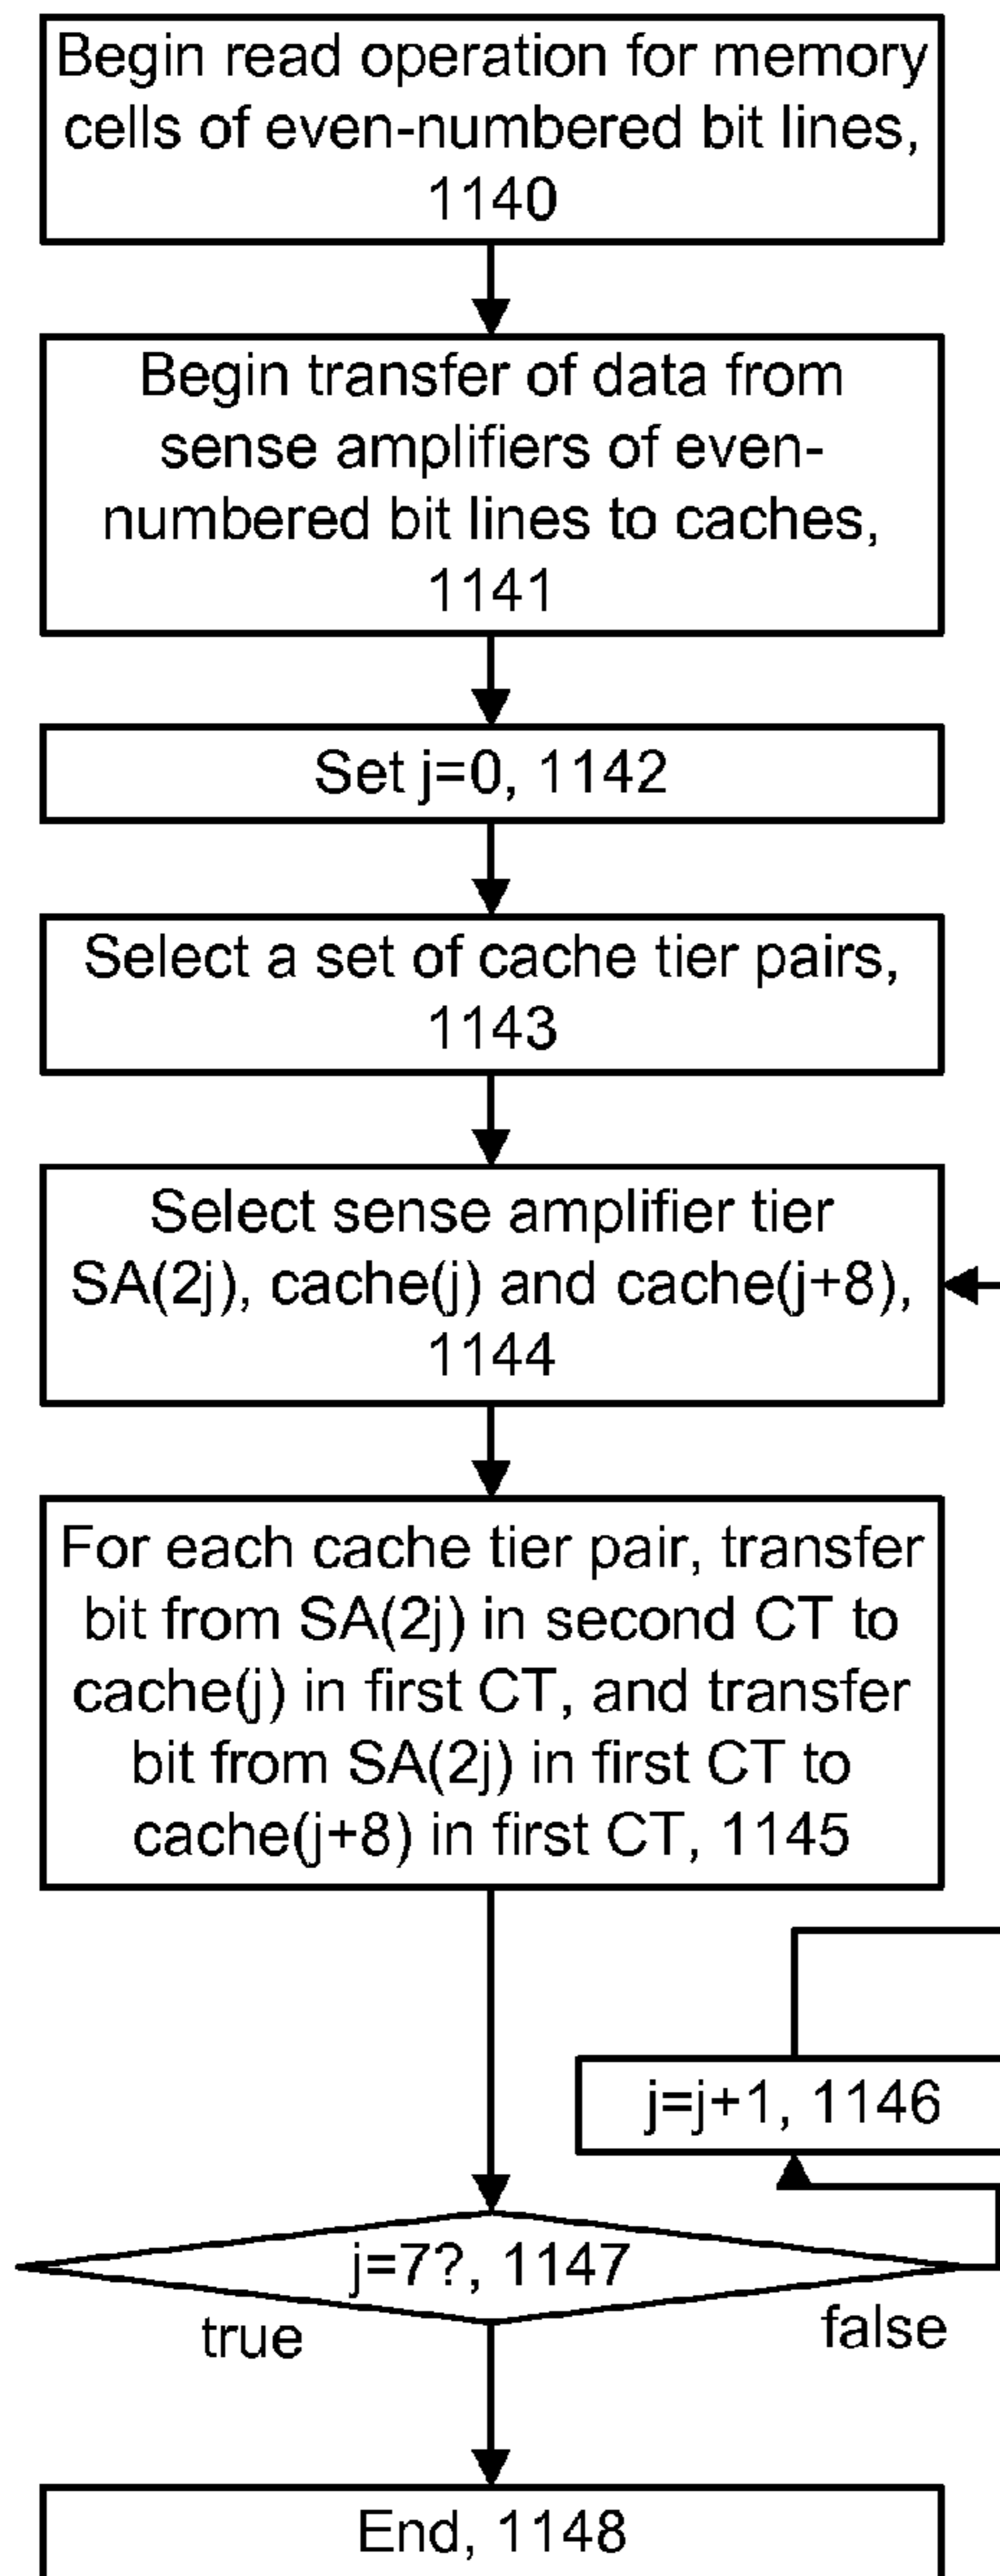 Begin read operation for memory
cells of even-numbered bit lines,
1140
Begin transfer of data from
sense amplifiers of even-
numbered bit lines to caches,
1141
Set j=0, 1142
Select a set of cache tier pairs,
1143
Select sense amplifier tier
SA(2j), cache(j) and cache(j+8),
1144
For each cache tier pair, transfer
bit from SA(2j) in second CT to
cache(j) in first CT, and transfer
bit from SA(2j) in first CT to
cache(j+8) in first CT, 1145
j=j+1, 1146
j=7?, 1147
true
false
End, 1148